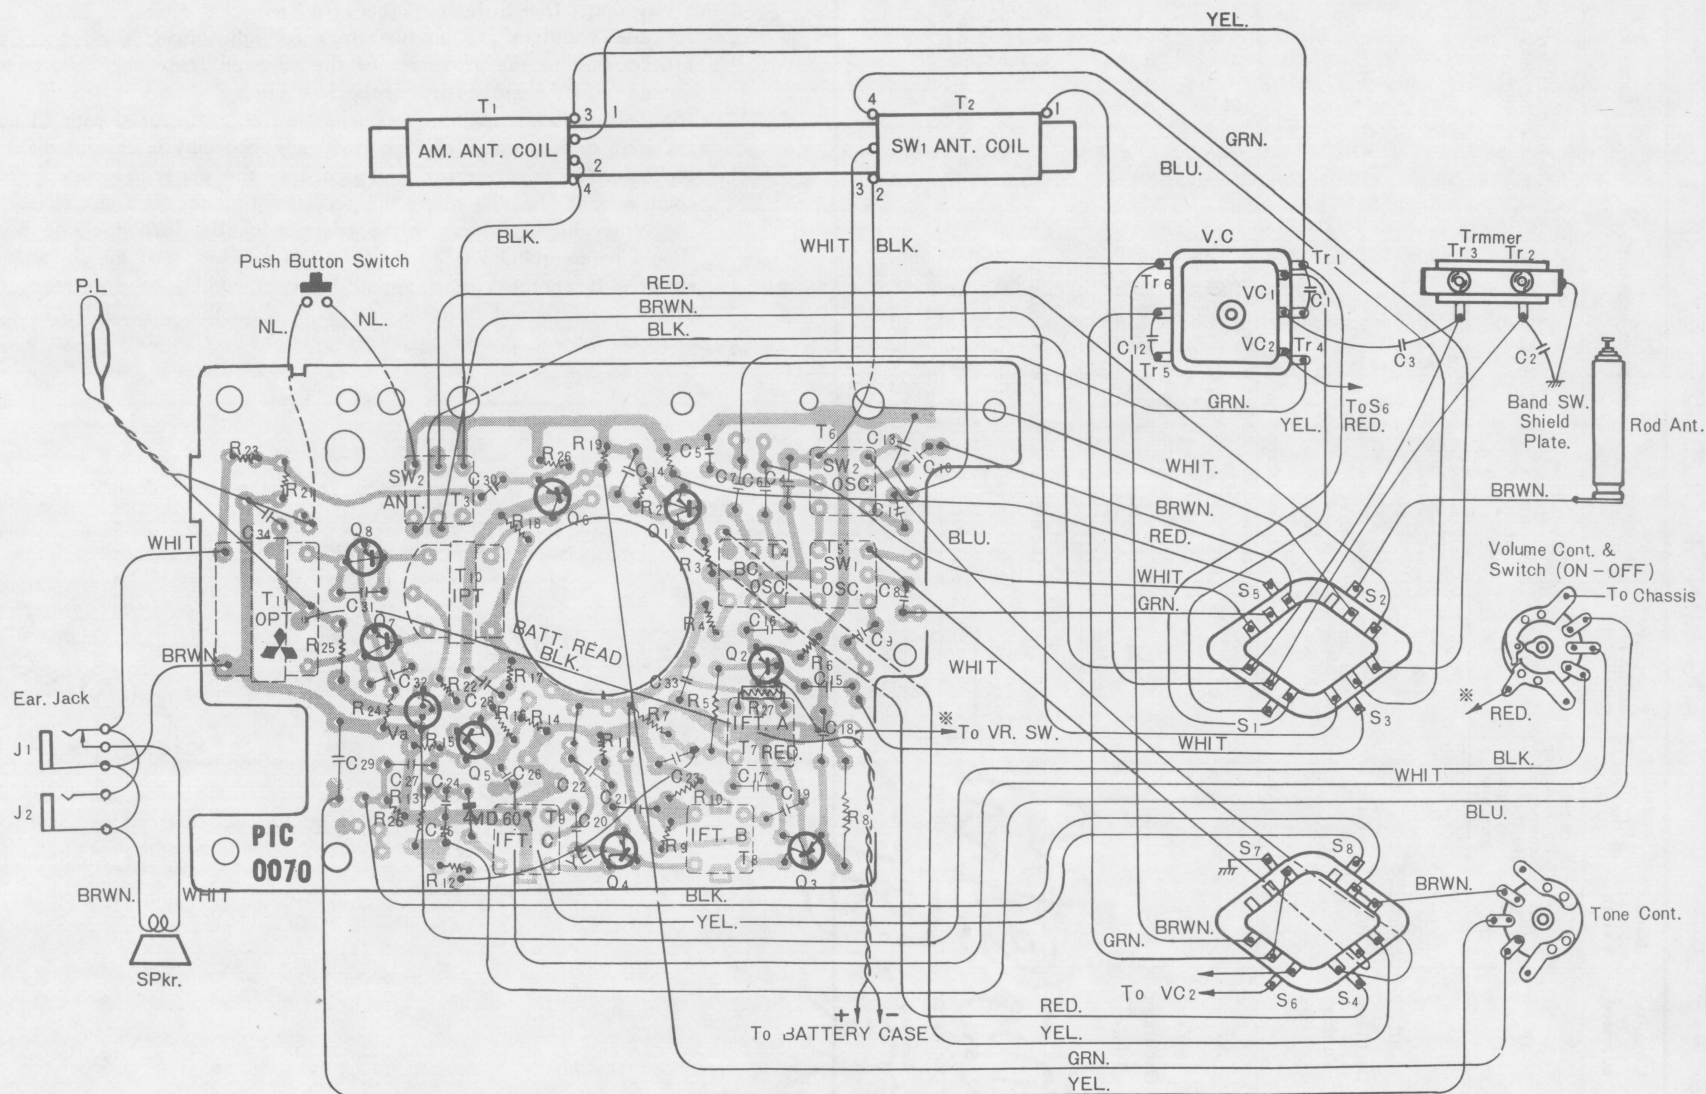 YEL.
T1
3
1
2
4
AM. ANT. COIL
T2
4
1
3
2
SW1 ANT. COIL
GRN.
BLU.
BLK.
WHIT
BLK.
Push Button Switch
P.L
NL.
NL.
RED.
BRWN.
BLK.
V.C
Tr6
Tr1
VC1
C1
C12
VC2
Tr4
Tr5
C3
Trmmer
Tr3
Tr2
C2
Band SW.
Shield
Plate.
Rod Ant.
GRN.
YEL.
To S6
RED.
WHIT.
BRWN.
BRWN.
RED.
BLU.
WHIT
GRN.
R23
R21
C34
SW2
ANT.
T3
C30
R26
R19
R18
Q6
C14
R2
Q1
C5
C7
C6
C4
T6
SW2
OSC.
C13
C10
C11
WHIT
Q8
T11
OPT
C31
Q7
T10
IPT
R3
T4
BC.
OSC.
T5
SW1
OSC.
C8
R4
C16
C9
R25
BATT. READ
BLK.
Q2
R6
C15
BRWN.
C32
R24
R22
C28
R17
C33
R5
R27
IFT. A
T7
RED.
C18
WHIT
Va
R15
R16
R14
R7
R11
※
To VR. SW.
Volume Cont. &
Switch (ON-OFF)
To Chassis
※
RED.
S5
S2
S1
S3
WHIT
BLK.
WHIT
BLU.
Ear. Jack
J1
J2
C29
C27
Q5
C24
C26
C22
C23
C17
R13
R28
C25
MD.60
IFT. C
T9
C20
C21
R10
C19
R8
R9
IFT. B
T8
YEL.
R12
Q4
Q3
PIC
0070
BLK.
YEL.
BRWN.
WHIT
SPkr.
+
-
To BATTERY CASE
S7
S8
S6
S4
BRWN.
Tone Cont.
GRN.
BRWN.
To VC2
RED.
YEL.
GRN.
YEL.